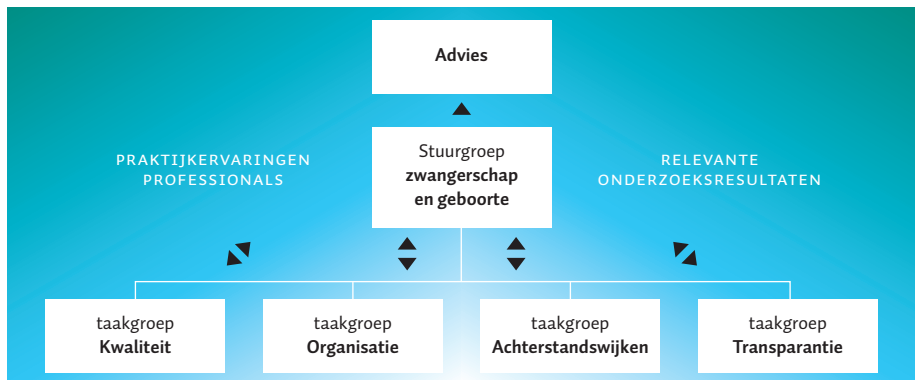 Advies
PRAKTIJKERVARINGEN
PROFESSIONALS
Stuurgroep
zwangerschap
en geboorte
RELEVANTE
ONDERZOEKSRESULTATEN
taakgroep
Kwaliteit
taakgroep
Organisatie
taakgroep
Achterstandswijken
taakgroep
Transparantie